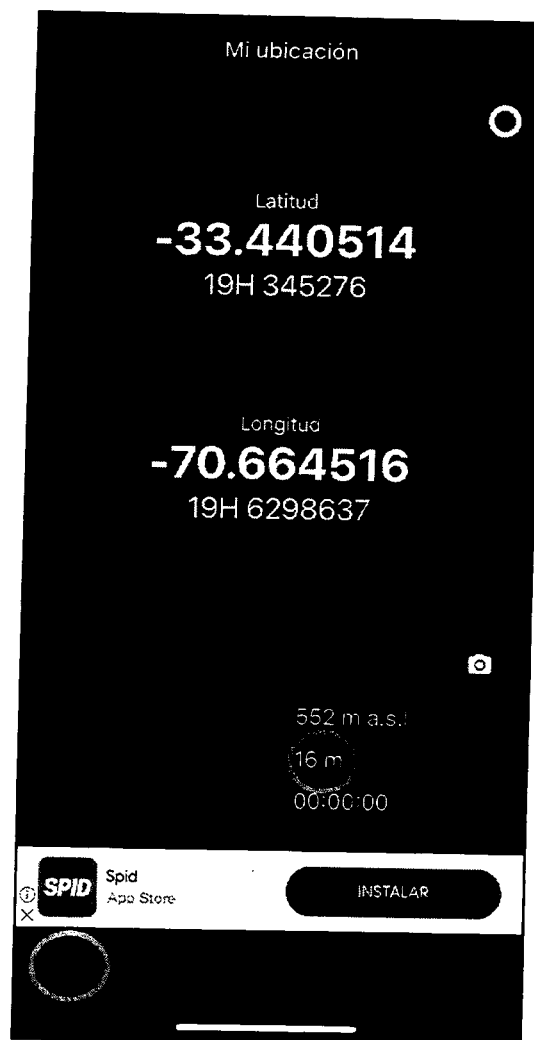 Mi ubicación
Latitud
-33.440514
19H 345276
Longitud
-70.664516
19H 6298637
552 m a.s.l
16 m
00:00:00
SPID
Spid
App Store
INSTALAR